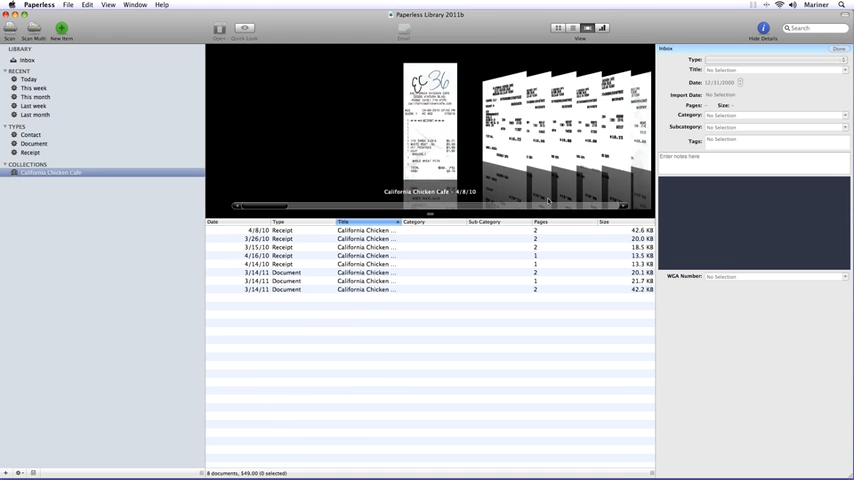 Paperless File Edit View Window Help Mariner
Paperless Library 2011b
Scan Scan Multi New Item Open Quick Look Email View Hide Details Search
LIBRARY
Inbox
RECENT
Today
This week
This month
Last week
Last month
TYPES
Contact
Document
Receipt
COLLECTIONS
California Chicken Cafe
36
California Chicken Cafe - 4/8/10
Date Type Title Category Sub Category Pages Size
4/8/10 Receipt California Chicken ... 2 42.6 KB
3/26/10 Receipt California Chicken ... 2 20.0 KB
3/15/10 Receipt California Chicken ... 2 18.5 KB
4/16/10 Receipt California Chicken ... 1 13.5 KB
4/14/10 Receipt California Chicken ... 1 13.3 KB
3/14/11 Document California Chicken ... 2 20.1 KB
3/14/11 Document California Chicken ... 1 21.7 KB
3/14/11 Document California Chicken ... 2 42.2 KB
8 documents, $49.00 (0 selected)
Inbox Done
Type:
Title: No Selection
Date: 12/31/2000
Import Date: No Selection
Pages: - Size: -
Category: No Selection
Subcategory: No Selection
Tags: No Selection
Enter notes here
WGA Number: No Selection